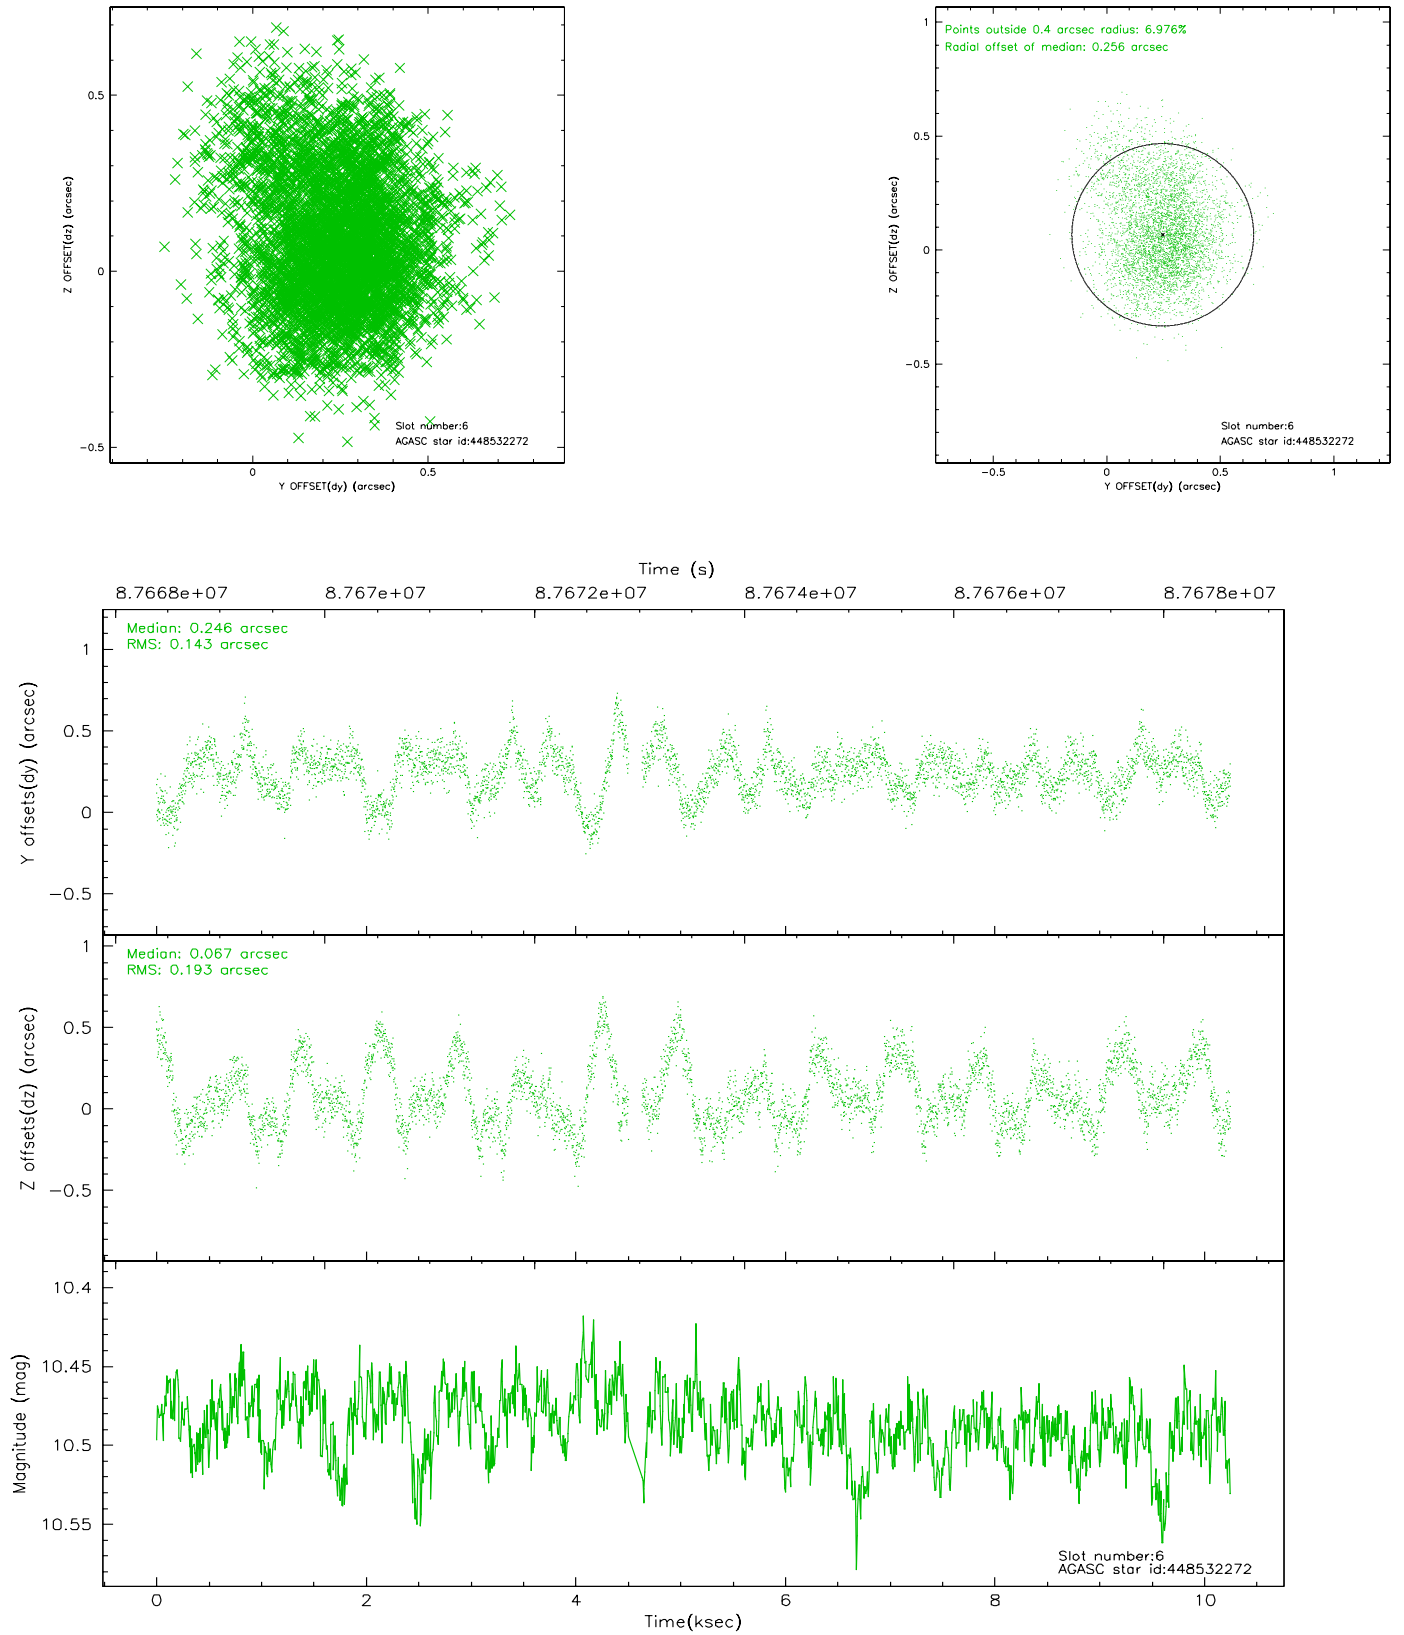 0.5
0
−0.5
Z OFFSET(dz) (arcsec)
Slot number:6
AGASC star id:448532272
0
0.5
Y OFFSET(dy) (arcsec)
Points outside 0.4 arcsec radius: 6.976%
Radial offset of median: 0.256 arcsec
1
0.5
0
−0.5
Z OFFSET(dz) (arcsec)
Slot number:6
AGASC star id:448532272
−0.5
0
0.5
1
Y OFFSET(dy) (arcsec)
Time (s)
8.7668e+07
8.767e+07
8.7672e+07
8.7674e+07
8.7676e+07
8.7678e+07
Median: 0.246 arcsec
RMS: 0.143 arcsec
1
0.5
0
−0.5
Y offsets(dy) (arcsec)
Median: 0.067 arcsec
RMS: 0.193 arcsec
1
0.5
0
−0.5
Z offsets(dz) (arcsec)
10.4
10.45
10.5
10.55
Magnitude (mag)
Slot number:6
AGASC star id:448532272
0
2
4
6
8
10
Time(ksec)